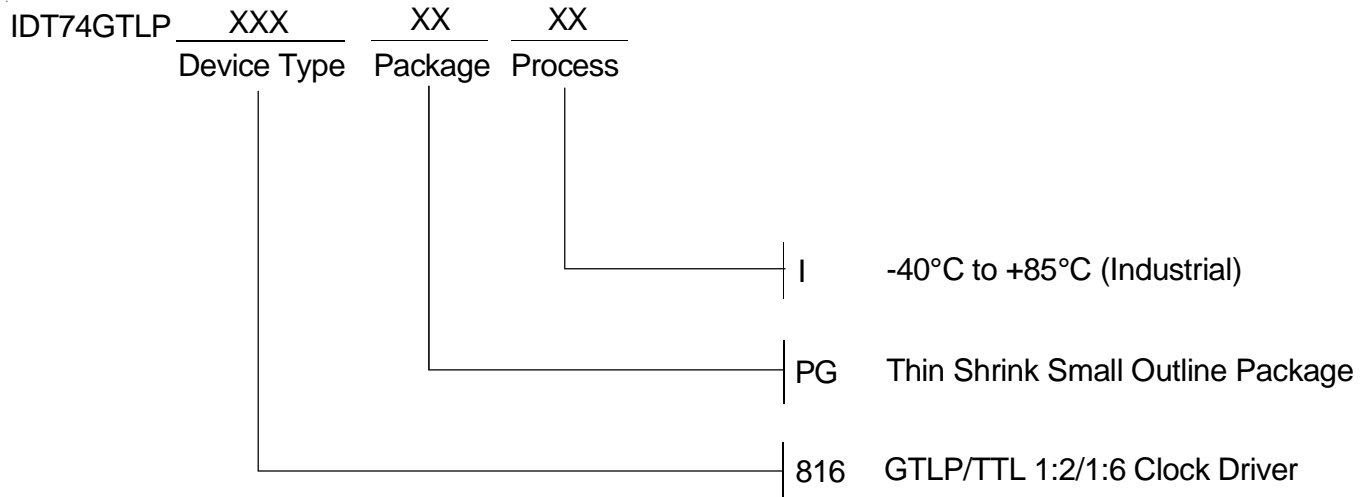 IDT74GTLP XXX XX XX
Device Type Package Process
I -40°C to +85°C (Industrial)
PG Thin Shrink Small Outline Package
816 GTLP/TTL 1:2/1:6 Clock Driver